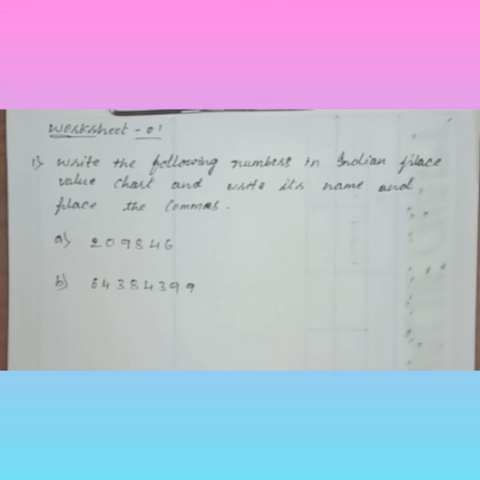 Worksheet - 01
1) Write the following numbers in Indian place
value chart and write its name and
place the Commas.
a) 209846
b) 64384399